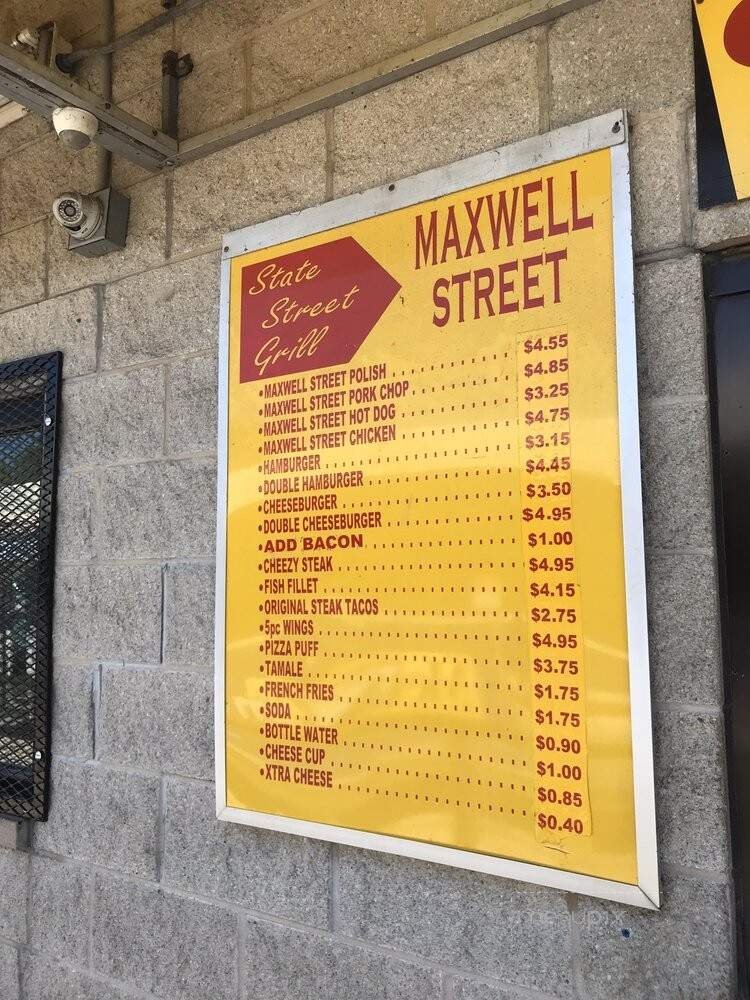 State
Street
Grill
MAXWELL
STREET
•MAXWELL STREET POLISH . . . . . . . . . . $4.55
•MAXWELL STREET PORK CHOP . . . . . . . . . . $4.85
•MAXWELL STREET HOT DOG . . . . . . . . . . $3.25
•MAXWELL STREET CHICKEN . . . . . . . . . . $4.75
•HAMBURGER . . . . . . . . . . $3.15
•DOUBLE HAMBURGER . . . . . . . . . . $4.45
•CHEESEBURGER . . . . . . . . . . $3.50
•DOUBLE CHEESEBURGER . . . . . . . . . . $4.95
•ADD BACON . . . . . . . . . . $1.00
•CHEEZY STEAK . . . . . . . . . . $4.95
•FISH FILLET . . . . . . . . . . $4.15
•ORIGINAL STEAK TACOS . . . . . . . . . . $2.75
•5pc WINGS . . . . . . . . . . $4.95
•PIZZA PUFF . . . . . . . . . . $3.75
•TAMALE . . . . . . . . . . $1.75
•FRENCH FRIES . . . . . . . . . . $1.75
•SODA . . . . . . . . . . $0.90
•BOTTLE WATER . . . . . . . . . . $1.00
•CHEESE CUP . . . . . . . . . . $0.85
•XTRA CHEESE . . . . . . . . . . $0.40